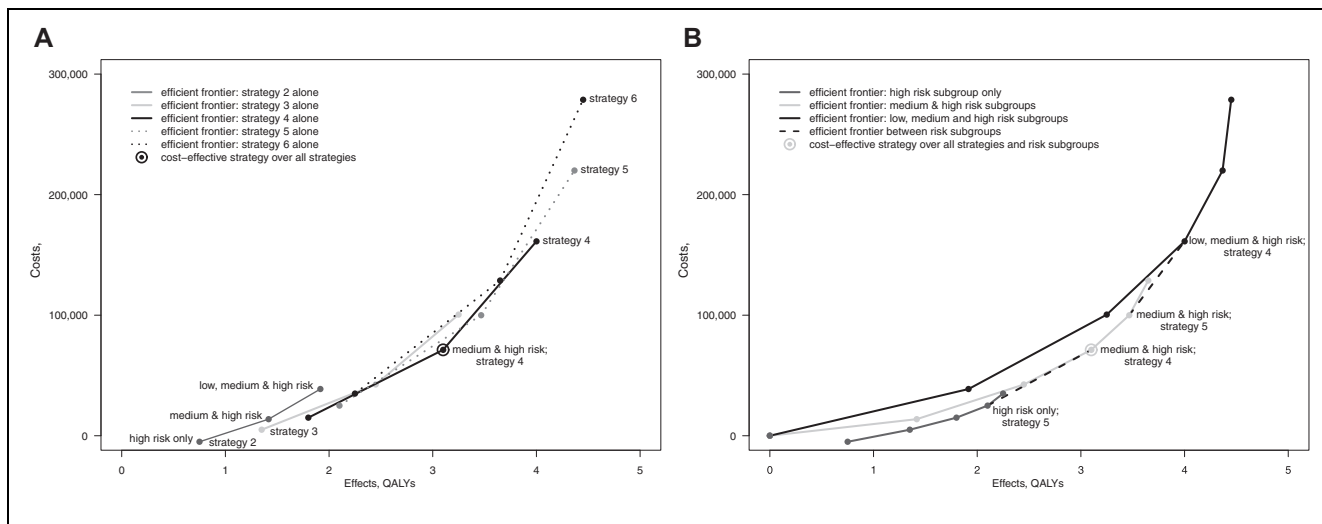 A
300,000
200,000
100,000
0
Costs,
efficient frontier: strategy 2 alone
efficient frontier: strategy 3 alone
efficient frontier: strategy 4 alone
efficient frontier: strategy 5 alone
efficient frontier: strategy 6 alone
cost–effective strategy over all strategies
strategy 6
strategy 5
strategy 4
medium & high risk;
strategy 4
low, medium & high risk
medium & high risk
high risk only
strategy 2
strategy 3
0
1
2
3
4
5
Effects, QALYs
B
300,000
200,000
100,000
0
Costs,
efficient frontier: high risk subgroup only
efficient frontier: medium & high risk subgroups
efficient frontier: low, medium and high risk subgroups
efficient frontier between risk subgroups
cost–effective strategy over all strategies and risk subgroups
low, medium & high risk;
strategy 4
medium & high risk;
strategy 5
medium & high risk;
strategy 4
high risk only;
strategy 5
0
1
2
3
4
5
Effects, QALYs